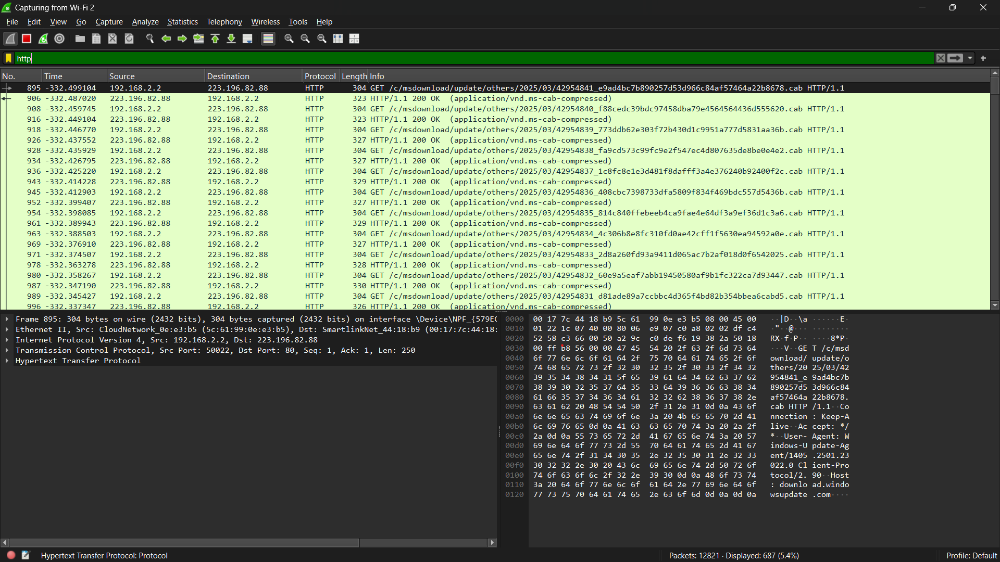 Capturing from Wi-Fi 2
File Edit View Go Capture Analyze Statistics Telephony Wireless Tools Help
http
No. Time Source Destination Protocol Length Info
895 -332.499104 192.168.2.2 223.196.82.88 HTTP 304 GET /c/msdownload/update/others/2025/03/42954841_e9ad4bc7b890257d53d966c84af57464a22b8678.cab HTTP/1.1
906 -332.487020 223.196.82.88 192.168.2.2 HTTP 323 HTTP/1.1 200 OK (application/vnd.ms-cab-compressed)
908 -332.459745 192.168.2.2 223.196.82.88 HTTP 304 GET /c/msdownload/update/others/2025/03/42954840_f88cedc39bdc97458dba79e4564564436d555620.cab HTTP/1.1
916 -332.449104 223.196.82.88 192.168.2.2 HTTP 323 HTTP/1.1 200 OK (application/vnd.ms-cab-compressed)
918 -332.446770 192.168.2.2 223.196.82.88 HTTP 304 GET /c/msdownload/update/others/2025/03/42954839_773ddb62e303f72b430d1c9951a777d5831aa36b.cab HTTP/1.1
926 -332.437552 223.196.82.88 192.168.2.2 HTTP 327 HTTP/1.1 200 OK (application/vnd.ms-cab-compressed)
928 -332.435929 192.168.2.2 223.196.82.88 HTTP 304 GET /c/msdownload/update/others/2025/03/42954838_fa9cd573c99fc9e2f547ec4d807635de8be0e4e2.cab HTTP/1.1
934 -332.426795 223.196.82.88 192.168.2.2 HTTP 327 HTTP/1.1 200 OK (application/vnd.ms-cab-compressed)
936 -332.425220 192.168.2.2 223.196.82.88 HTTP 304 GET /c/msdownload/update/others/2025/03/42954837_1c8fc8e1e3d481f8dafff3a4e376240b92400f2c.cab HTTP/1.1
943 -332.414228 223.196.82.88 192.168.2.2 HTTP 329 HTTP/1.1 200 OK (application/vnd.ms-cab-compressed)
945 -332.412903 192.168.2.2 223.196.82.88 HTTP 304 GET /c/msdownload/update/others/2025/03/42954836_408cbc7398733dfa5809f834f469bdc557d5436b.cab HTTP/1.1
952 -332.399407 223.196.82.88 192.168.2.2 HTTP 327 HTTP/1.1 200 OK (application/vnd.ms-cab-compressed)
954 -332.398085 192.168.2.2 223.196.82.88 HTTP 304 GET /c/msdownload/update/others/2025/03/42954835_814c840ffebeeb4ca9fae4e64df3a9ef36d1c3a6.cab HTTP/1.1
961 -332.389943 223.196.82.88 192.168.2.2 HTTP 329 HTTP/1.1 200 OK (application/vnd.ms-cab-compressed)
963 -332.388503 192.168.2.2 223.196.82.88 HTTP 304 GET /c/msdownload/update/others/2025/03/42954834_4c306b8e8fc310fd0ae42cff1f5630ea94592a0e.cab HTTP/1.1
969 -332.376910 223.196.82.88 192.168.2.2 HTTP 327 HTTP/1.1 200 OK (application/vnd.ms-cab-compressed)
971 -332.374507 192.168.2.2 223.196.82.88 HTTP 304 GET /c/msdownload/update/others/2025/03/42954833_2d8a260fd93a9411d065ac7b2af018d0f6542025.cab HTTP/1.1
978 -332.363278 223.196.82.88 192.168.2.2 HTTP 328 HTTP/1.1 200 OK (application/vnd.ms-cab-compressed)
980 -332.358267 192.168.2.2 223.196.82.88 HTTP 304 GET /c/msdownload/update/others/2025/03/42954832_60e9a5eaf7abb19450580af9b1fc322ca7d93447.cab HTTP/1.1
987 -332.347190 223.196.82.88 192.168.2.2 HTTP 330 HTTP/1.1 200 OK (application/vnd.ms-cab-compressed)
989 -332.345427 192.168.2.2 223.196.82.88 HTTP 304 GET /c/msdownload/update/others/2025/03/42954831_d81ade89a7ccbbc4d365f4bd82b354bbea6cabd5.cab HTTP/1.1
996 -332.337347 223.196.82.88 192.168.2.2 HTTP 326 HTTP/1.1 200 OK (application/vnd.ms-cab-compressed)
Frame 895: 304 bytes on wire (2432 bits), 304 bytes captured (2432 bits) on interface \Device\NPF_{579E(
Ethernet II, Src: CloudNetwork_0e:e3:b5 (5c:61:99:0e:e3:b5), Dst: SmartlinkNet_44:18:b9 (00:17:7c:44:18:
Internet Protocol Version 4, Src: 192.168.2.2, Dst: 223.196.82.88
Transmission Control Protocol, Src Port: 50022, Dst Port: 80, Seq: 1, Ack: 1, Len: 250
Hypertext Transfer Protocol
0000 00 17 7c 44 18 b9 5c 61 99 0e e3 b5 08 00 45 00 ··|D··\a ······E·
0010 01 22 1c 07 40 00 80 06 e9 07 c0 a8 02 02 df c4 ·"··@··· ········
0020 52 58 c3 66 00 50 a2 9c c0 de f6 19 38 2a 50 18 RX·f·P·· ····8*P·
0030 00 ff b8 56 00 00 47 45 54 20 2f 63 2f 6d 73 64 ···V··GE T /c/msd
0040 6f 77 6e 6c 6f 61 64 2f 75 70 64 61 74 65 2f 6f ownload/ update/o
0050 74 68 65 72 73 2f 32 30 32 35 2f 30 33 2f 34 32 thers/20 25/03/42
0060 39 35 34 38 34 31 5f 65 39 61 64 34 62 63 37 62 954841_e 9ad4bc7b
0070 38 39 30 32 35 37 64 35 33 64 39 36 36 63 38 34 890257d5 3d966c84
0080 61 66 35 37 34 36 34 61 32 32 62 38 36 37 38 2e af57464a 22b8678.
0090 63 61 62 20 48 54 54 50 2f 31 2e 31 0d 0a 43 6f cab HTTP /1.1··Co
00a0 6e 6e 65 63 74 69 6f 6e 3a 20 4b 65 65 70 2d 41 nnection : Keep-A
00b0 6c 69 76 65 0d 0a 41 63 63 65 70 74 3a 20 2a 2f live··Ac cept: */
00c0 2a 0d 0a 55 73 65 72 2d 41 67 65 6e 74 3a 20 57 *··User- Agent: W
00d0 69 6e 64 6f 77 73 2d 55 70 64 61 74 65 2d 41 67 indows-U pdate-Ag
00e0 65 6e 74 2f 31 34 30 35 2e 32 35 30 31 2e 32 33 ent/1405 .2501.23
00f0 30 32 32 2e 30 20 43 6c 69 65 6e 74 2d 50 72 6f 022.0 Cl ient-Pro
0100 74 6f 63 6f 6c 2f 32 2e 39 30 0d 0a 48 6f 73 74 tocol/2. 90··Host
0110 3a 20 64 6f 77 6e 6c 6f 61 64 2e 77 69 6e 64 6f : downlo ad.windo
0120 77 73 75 70 64 61 74 65 2e 63 6f 6d 0d 0a 0d 0a wsupdate .com····
Hypertext Transfer Protocol: Protocol
Packets: 12821 · Displayed: 687 (5.4%)
Profile: Default